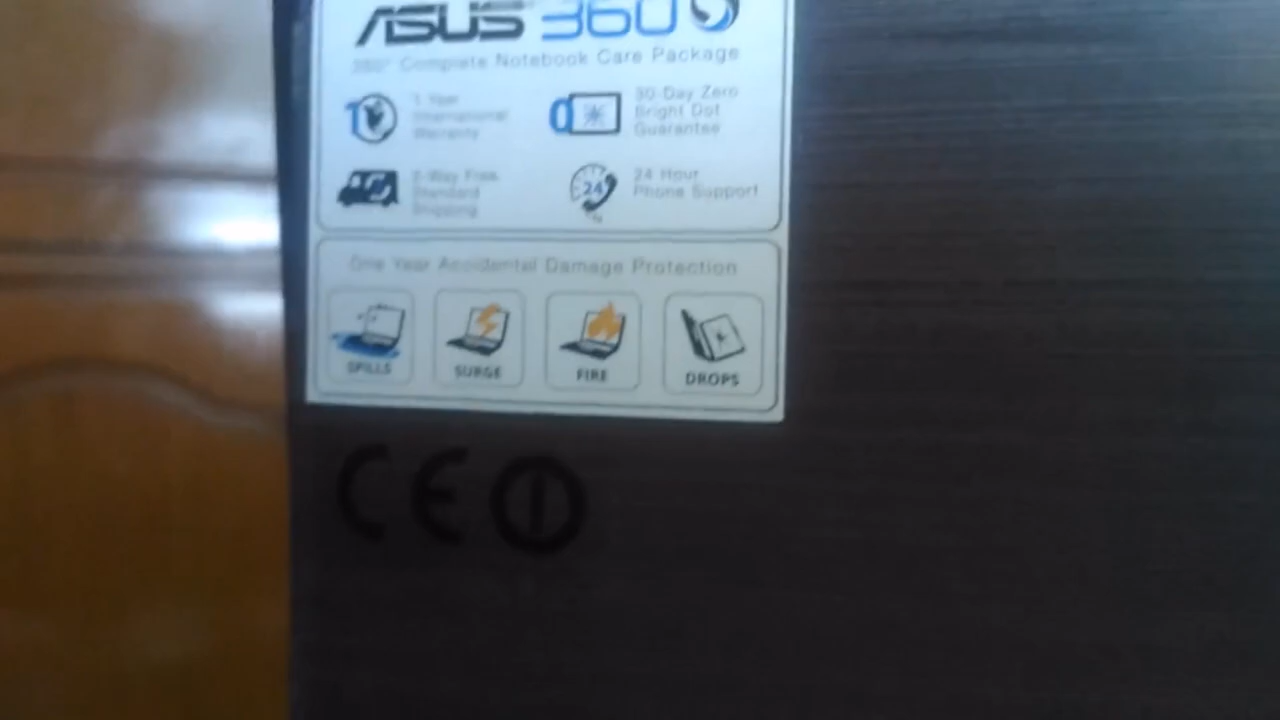 ASUS 360
360° Complete Notebook Care Package
1 Year
International
Warranty
30-Day Zero
Bright Dot
Guarantee
2-Way Free
Standard
Shipping
24
24 Hour
Phone Support
One Year Accidental Damage Protection
SPILLS
SURGE
FIRE
DROPS
CE